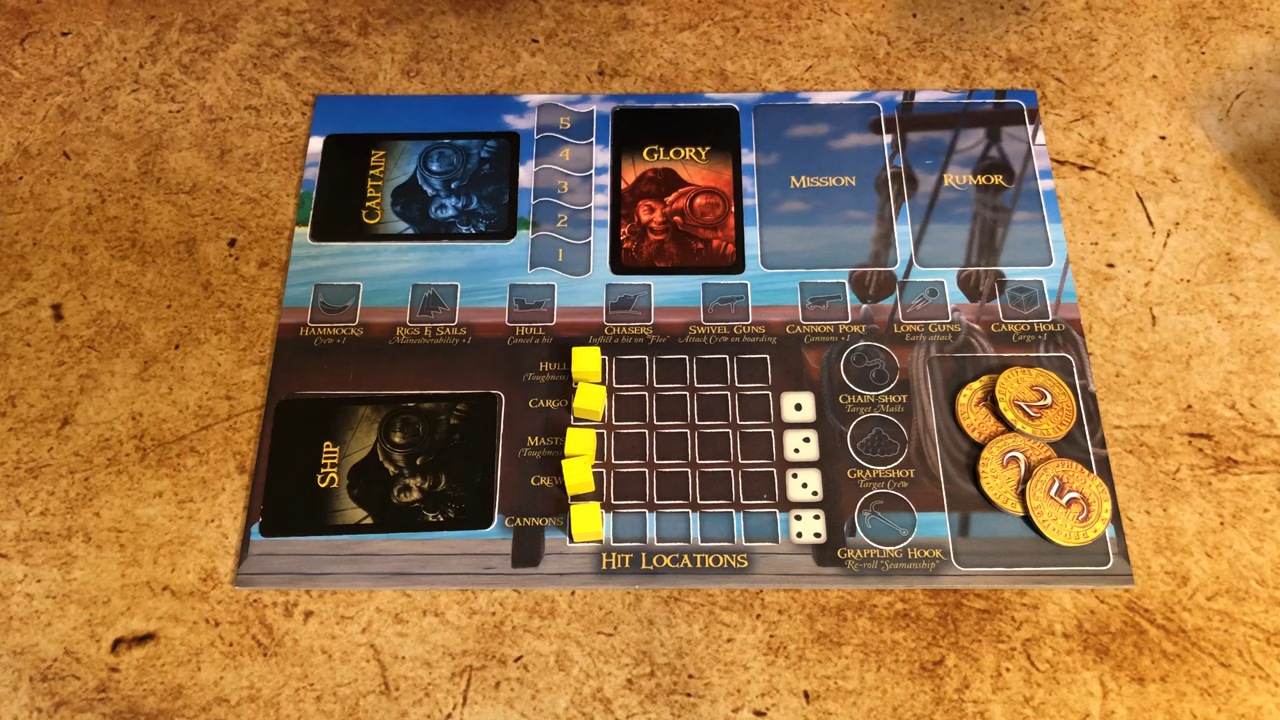 CAPTAIN
5
4
3
2
1
GLORY
MISSION
RUMOR
HAMMOCKS
Crew +1
RIGS & SAILS
Maneuverability +1
HULL
Cancel a hit
CHASERS
Inflict a hit on "Flee"
SWIVEL GUNS
Attack Crew on boarding
CANNON PORT
Cannons +1
LONG GUNS
Early attack
CARGO HOLD
Cargo +1
SHIP
HULL
(Toughness)
CARGO
MASTS
(Toughness
CREW
CANNONS
HIT LOCATIONS
CHAIN-SHOT
Target Masts
GRAPESHOT
Target Crew
GRAPPLING HOOK
Re-roll "Seamanship"
2
2
5